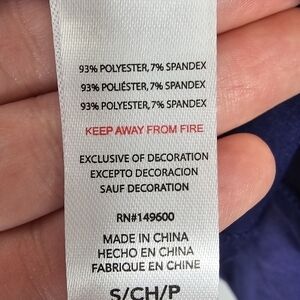 93% POLYESTER, 7% SPANDEX
93% POLIÉSTER, 7% SPANDEX
93% POLYESTER, 7% SPANDEX
KEEP AWAY FROM FIRE
EXCLUSIVE OF DECORATION
EXCEPTO DECORACION
SAUF DECORATION
RN#149600
MADE IN CHINA
HECHO EN CHINA
FABRIQUE EN CHINE
S/CH/P